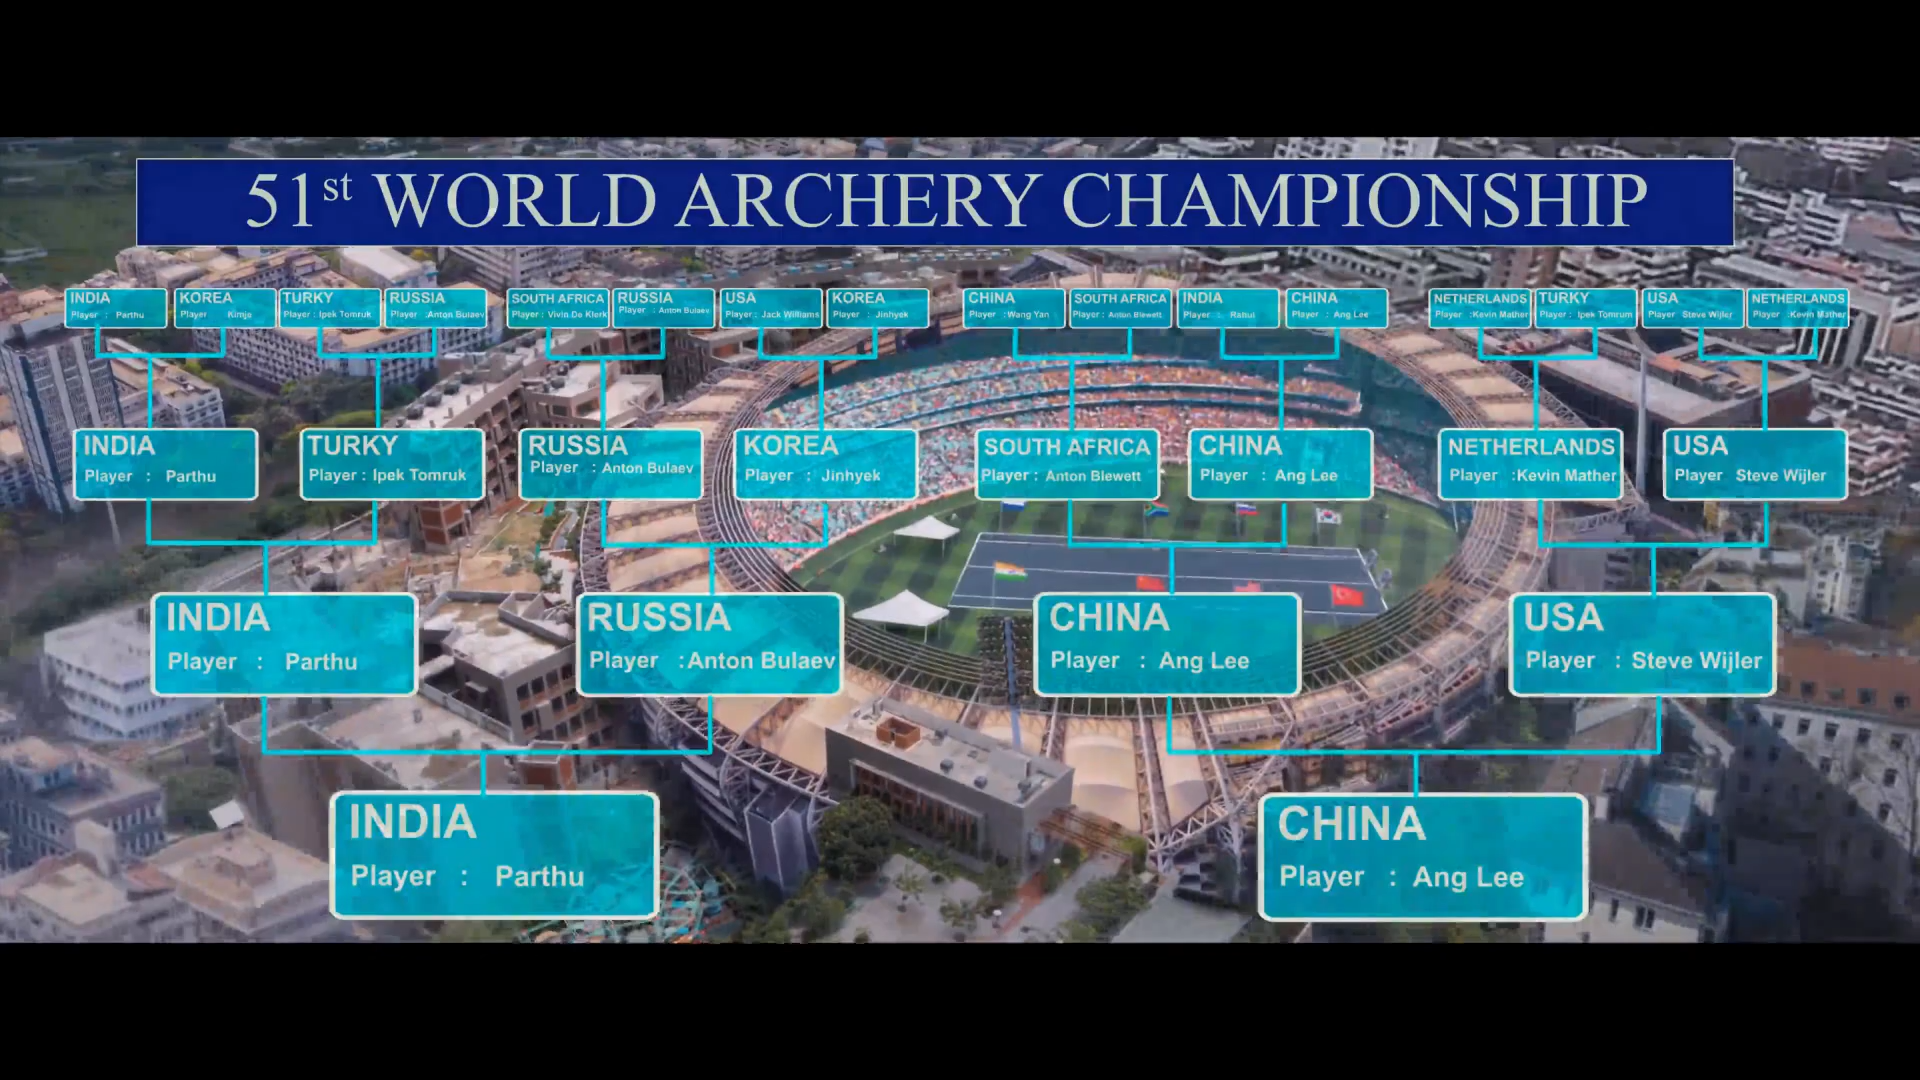 51st WORLD ARCHERY CHAMPIONSHIP
INDIA
Player : Parthu
KOREA
Player Kimje
TURKY
Player : Ipek Tomruk
RUSSIA
Player : Anton Bulaev
SOUTH AFRICA
Player : Vivin De Klerk
RUSSIA
Player : Anton Bulaev
USA
Player : Jack Williams
KOREA
Player : Jinhyek
CHINA
Player : Wang Yan
SOUTH AFRICA
Player : Anton Blewett
INDIA
Player : Rahul
CHINA
Player : Ang Lee
NETHERLANDS
Player :Kevin Mather
TURKY
Player : Ipek Tomrum
USA
Player Steve Wijler
NETHERLANDS
Player :Kevin Mather
INDIA
Player : Parthu
TURKY
Player : Ipek Tomruk
RUSSIA
Player : Anton Bulaev
KOREA
Player : Jinhyek
SOUTH AFRICA
Player : Anton Blewett
CHINA
Player : Ang Lee
NETHERLANDS
Player :Kevin Mather
USA
Player Steve Wijler
INDIA
Player : Parthu
RUSSIA
Player :Anton Bulaev
CHINA
Player : Ang Lee
USA
Player : Steve Wijler
INDIA
Player : Parthu
CHINA
Player : Ang Lee